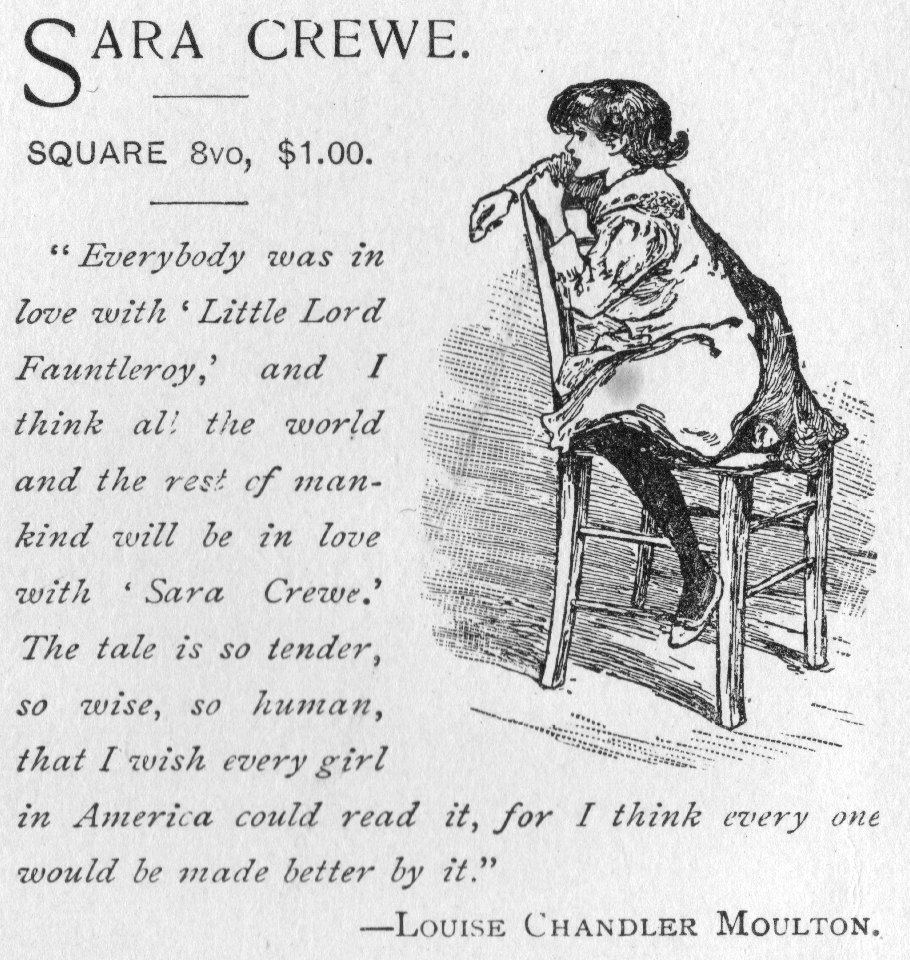 SARA CREWE.
SQUARE 8vo, $1.00.
“Everybody was in
love with ‘Little Lord
Fauntleroy,’ and I
think all the world
and the rest of man-
kind will be in love
with ‘Sara Crewe.’
The tale is so tender,
so wise, so human,
that I wish every girl
in America could read it, for I think every one
would be made better by it.”
—LOUISE CHANDLER MOULTON.